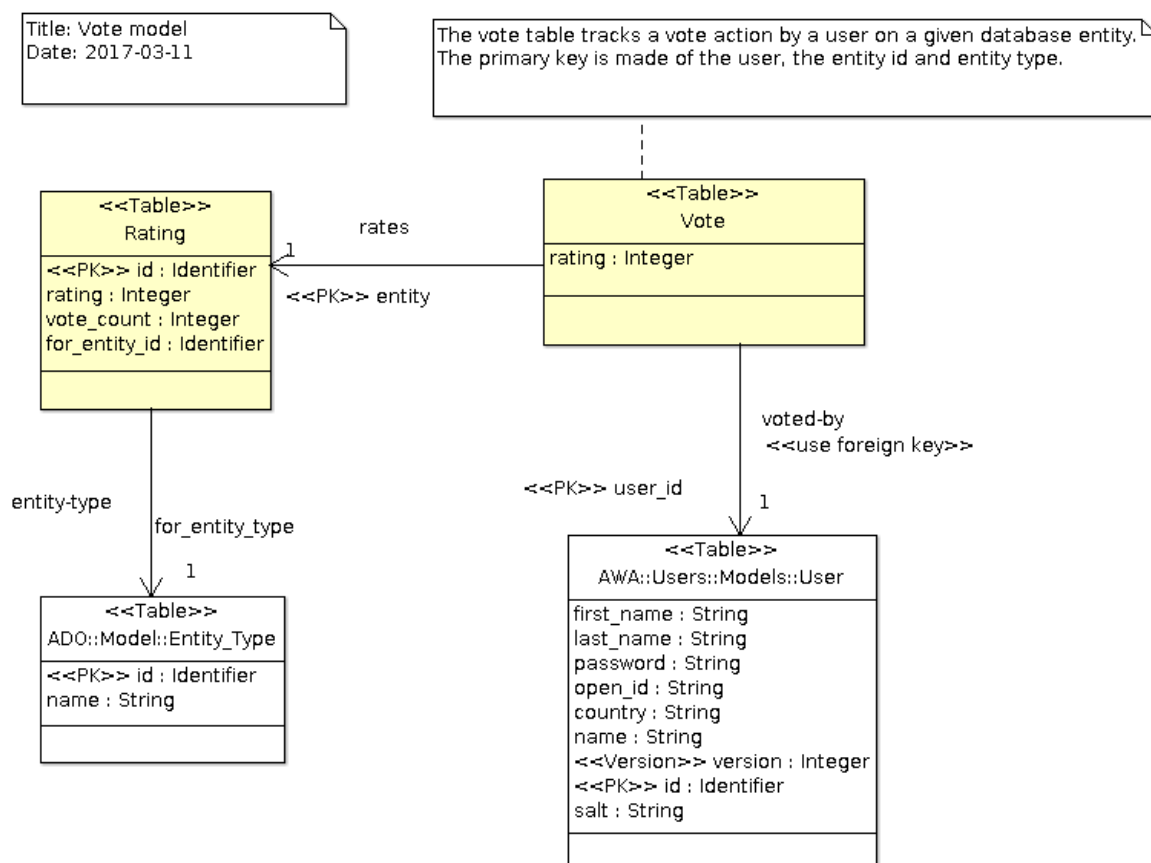 Title: Vote model
Date: 2017-03-11
The vote table tracks a vote action by a user on a given database entity.
The primary key is made of the user, the entity id and entity type.
<<Table>>
Rating
<<PK>> id : Identifier
rating : Integer
vote_count : Integer
for_entity_id : Identifier
rates
1
<<PK>> entity
<<Table>>
Vote
rating : Integer
voted-by
<<use foreign key>>
<<PK>> user_id
1
entity-type
for_entity_type
1
<<Table>>
ADO::Model::Entity_Type
<<PK>> id : Identifier
name : String
<<Table>>
AWA::Users::Models::User
first_name : String
last_name : String
password : String
open_id : String
country : String
name : String
<<Version>> version : Integer
<<PK>> id : Identifier
salt : String